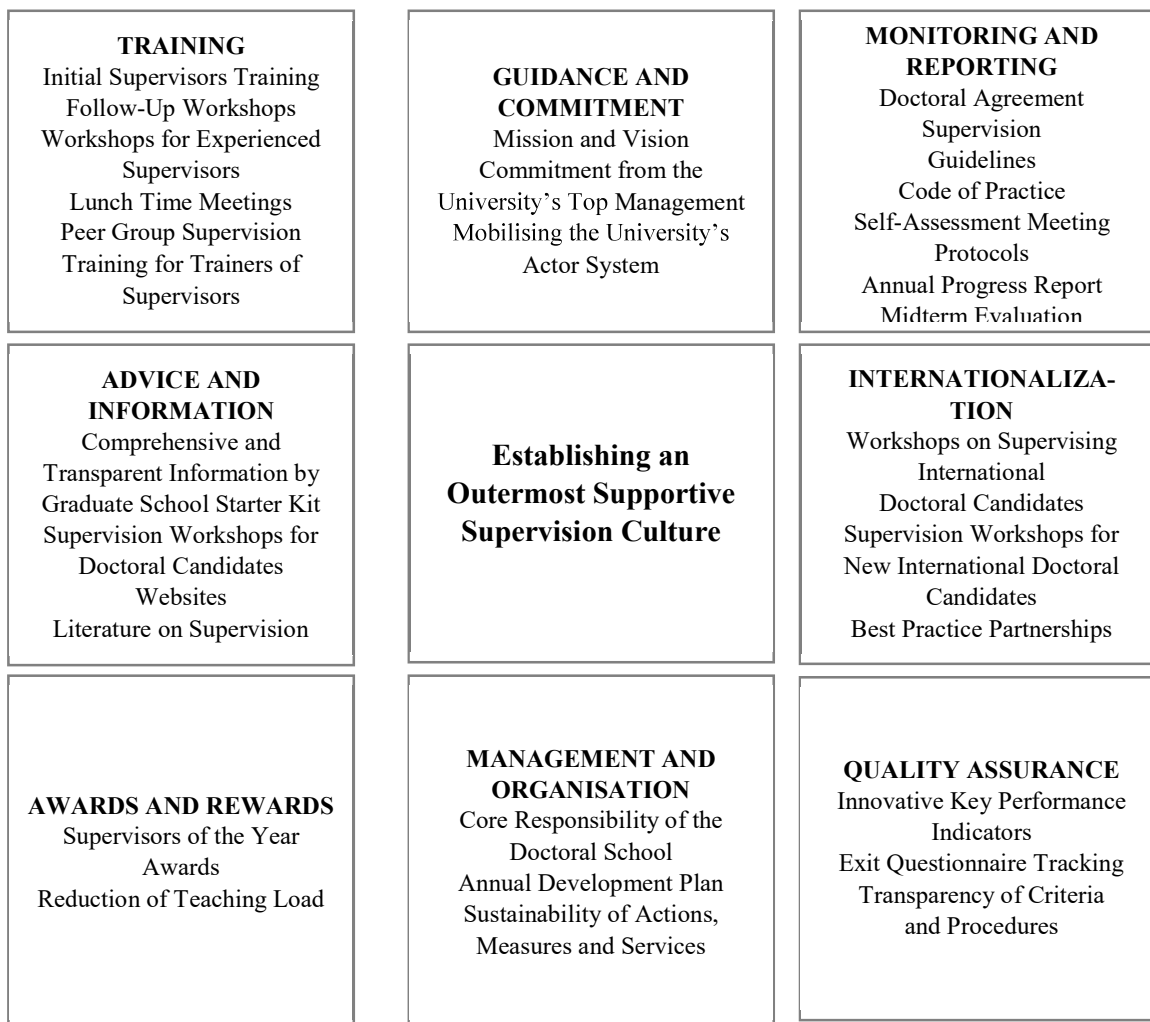 TRAINING
Initial Supervisors Training
Follow-Up Workshops
Workshops for Experienced
Supervisors
Lunch Time Meetings
Peer Group Supervision
Training for Trainers of
Supervisors
GUIDANCE AND
COMMITMENT
Mission and Vision
Commitment from the
University’s Top Management
Mobilising the University’s
Actor System
MONITORING AND
REPORTING
Doctoral Agreement
Supervision
Guidelines
Code of Practice
Self-Assessment Meeting
Protocols
Annual Progress Report
Midterm Evaluation
ADVICE AND
INFORMATION
Comprehensive and
Transparent Information by
Graduate School Starter Kit
Supervision Workshops for
Doctoral Candidates
Websites
Literature on Supervision
Establishing an
Outermost Supportive
Supervision Culture
INTERNATIONALIZA-
TION
Workshops on Supervising
International
Doctoral Candidates
Supervision Workshops for
New International Doctoral
Candidates
Best Practice Partnerships
AWARDS AND REWARDS
Supervisors of the Year
Awards
Reduction of Teaching Load
MANAGEMENT AND
ORGANISATION
Core Responsibility of the
Doctoral School
Annual Development Plan
Sustainability of Actions,
Measures and Services
QUALITY ASSURANCE
Innovative Key Performance
Indicators
Exit Questionnaire Tracking
Transparency of Criteria
and Procedures